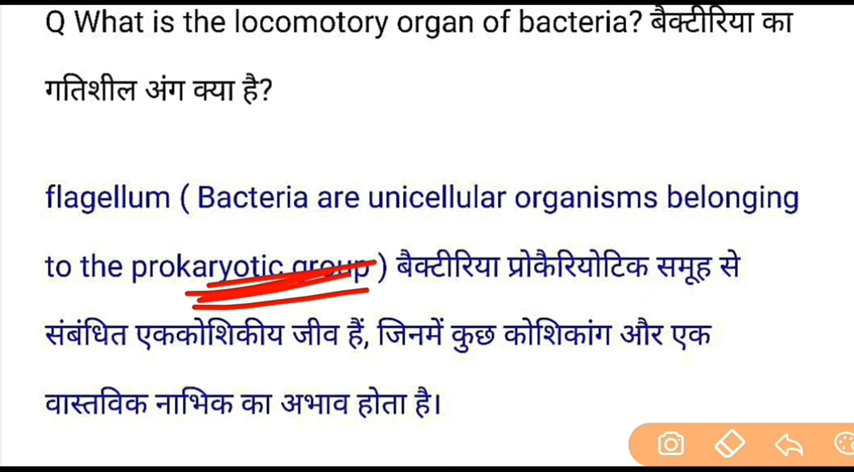 Q What is the locomotory organ of bacteria? बैक्टीरिया का
गतिशील अंग क्या है?
flagellum ( Bacteria are unicellular organisms belonging
to the prokaryotic group ) बैक्टीरिया प्रोकैरियोटिक समूह से
संबंधित एककोशिकीय जीव हैं, जिनमें कुछ कोशिकांग और एक
वास्तविक नाभिक का अभाव होता है।